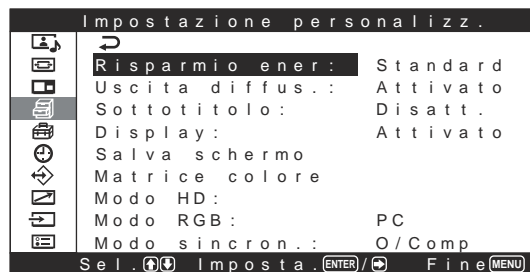 Impostazione personalizz.
Risparmio ener: Standard
Uscita diffus.: Attivato
Sottotitolo: Disatt.
Display: Attivato
Salva schermo
Matrice colore
Modo HD:
Modo RGB: PC
Modo sincron.: O/Comp
Sel. Imposta. ENTER / Fine MENU